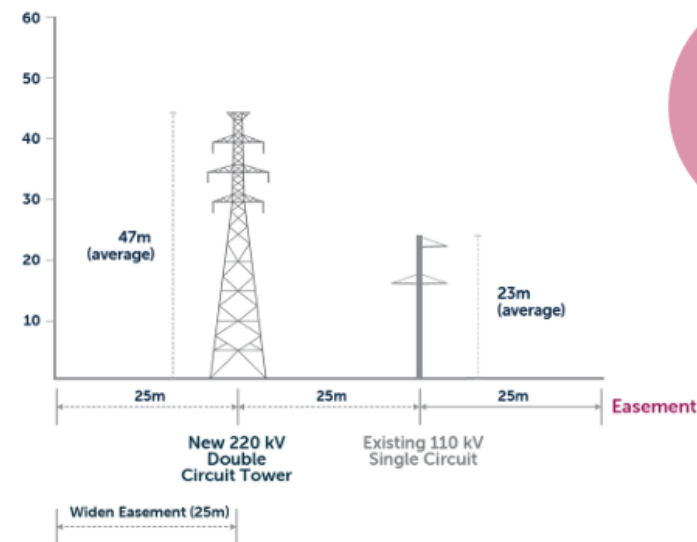 60
50
40
30
20
10
47m
(average)
23m
(average)
25m
25m
25m
Easement
New 220 kV
Double
Circuit Tower
Existing 110 kV
Single Circuit
Widen Easement (25m)